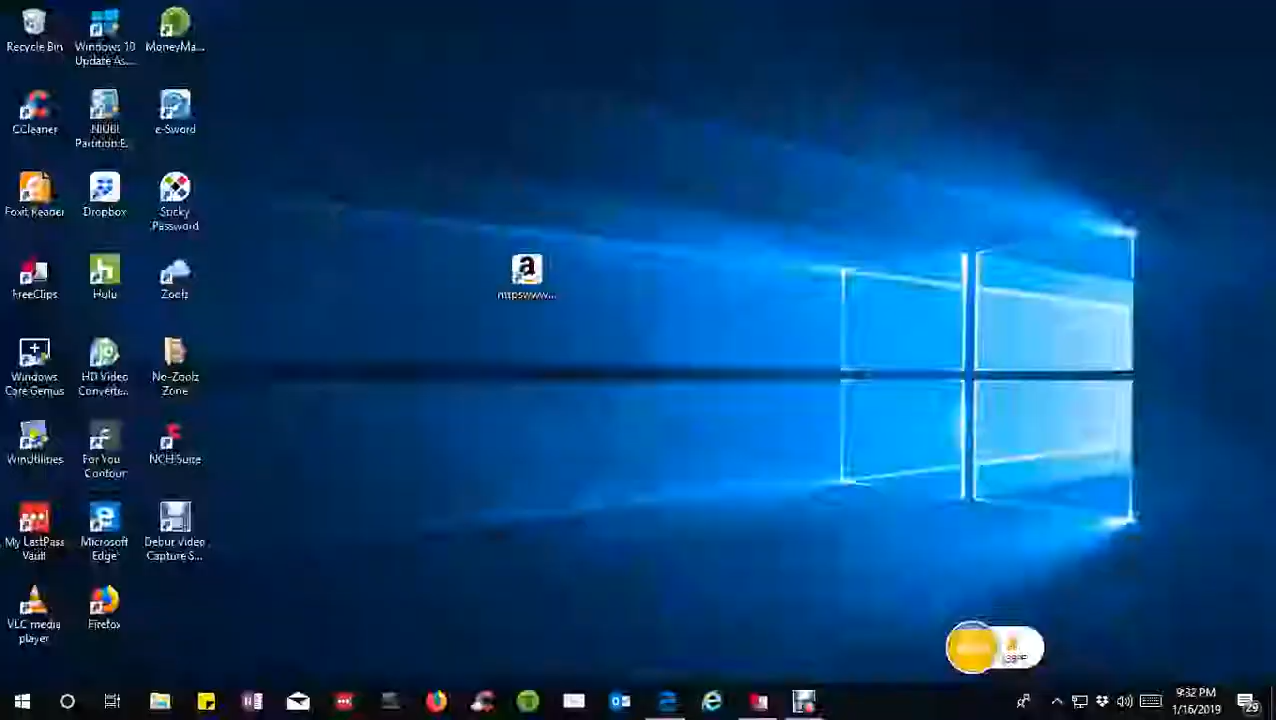 Recycle Bin
Windows 10
Update As...
MoneyMa...
CCleaner
NIUBI
Partition E...
e-Sword
Foxit Reader
Dropbox
Sticky
Password
FreeClips
Hulu
Zoolz
Windows
Care Genius
HD Video
Converte...
No-Zoolz
Zone
WinUtilities
For You
Contour
NCH Suite
My LastPass
Vault
Microsoft
Edge
Debut Video
Capture S...
VLC media
player
Firefox
a
httpswww...
9:32 PM
1/16/2019
29